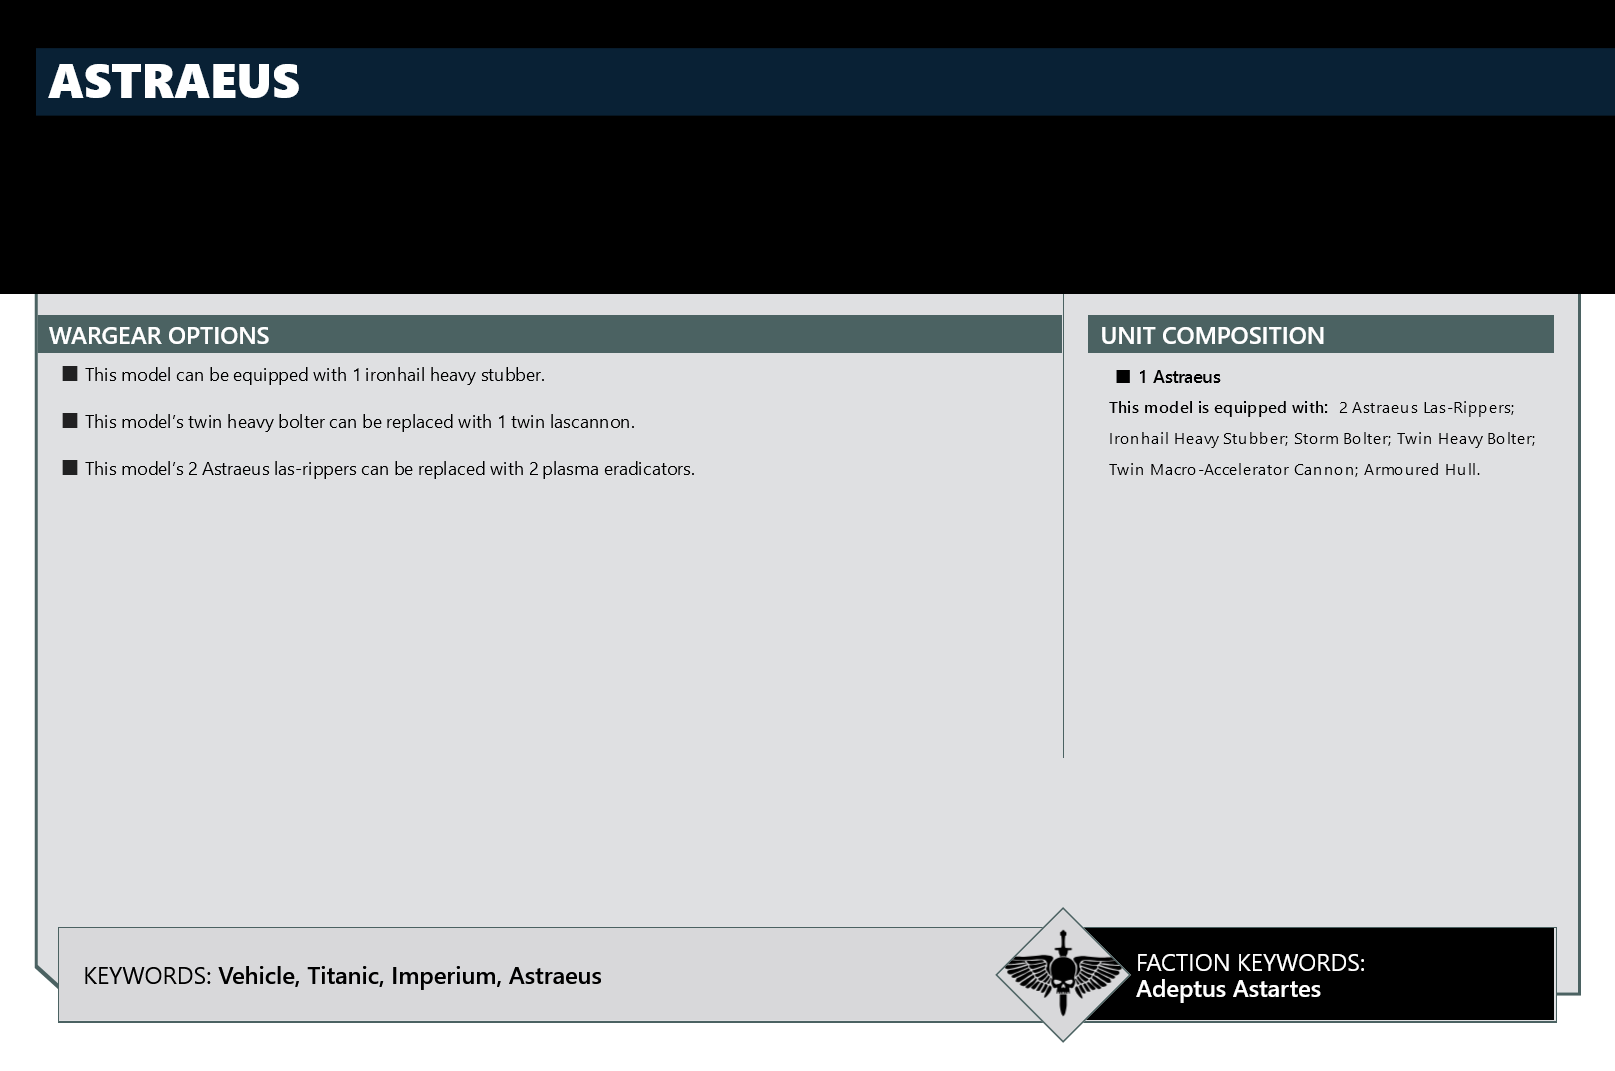 ASTRAEUS
WARGEAR OPTIONS
■ This model can be equipped with 1 ironhail heavy stubber.
■ This model’s twin heavy bolter can be replaced with 1 twin lascannon.
■ This model’s 2 Astraeus las-rippers can be replaced with 2 plasma eradicators.
UNIT COMPOSITION
■ 1 Astraeus
This model is equipped with: 2 Astraeus Las-Rippers;
Ironhail Heavy Stubber; Storm Bolter; Twin Heavy Bolter;
Twin Macro-Accelerator Cannon; Armoured Hull.
KEYWORDS: Vehicle, Titanic, Imperium, Astraeus
FACTION KEYWORDS:
Adeptus Astartes